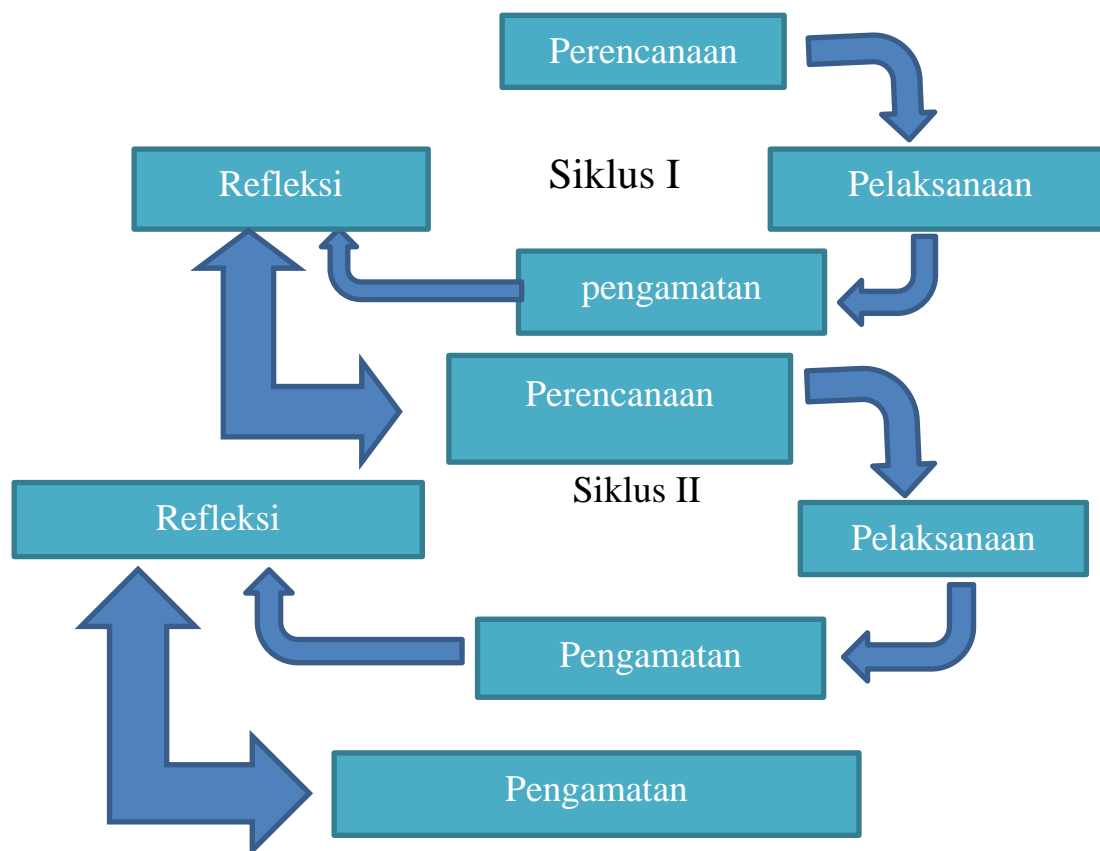 Perencanaan
Refleksi
Siklus I
Pelaksanaan
pengamatan
Perencanaan
Siklus II
Refleksi
Pelaksanaan
Pengamatan
Pengamatan